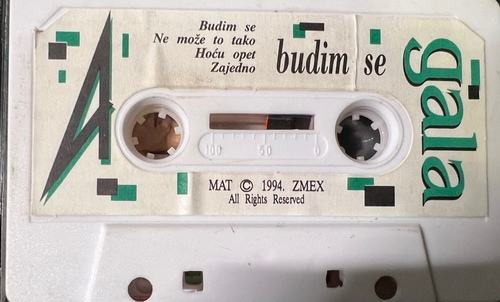 A
Budim se
Ne može to tako
Hoću opet
Zajedno
budim se
gala
100 50 0
MAT © 1994. ZMEX
All Rights Reserved